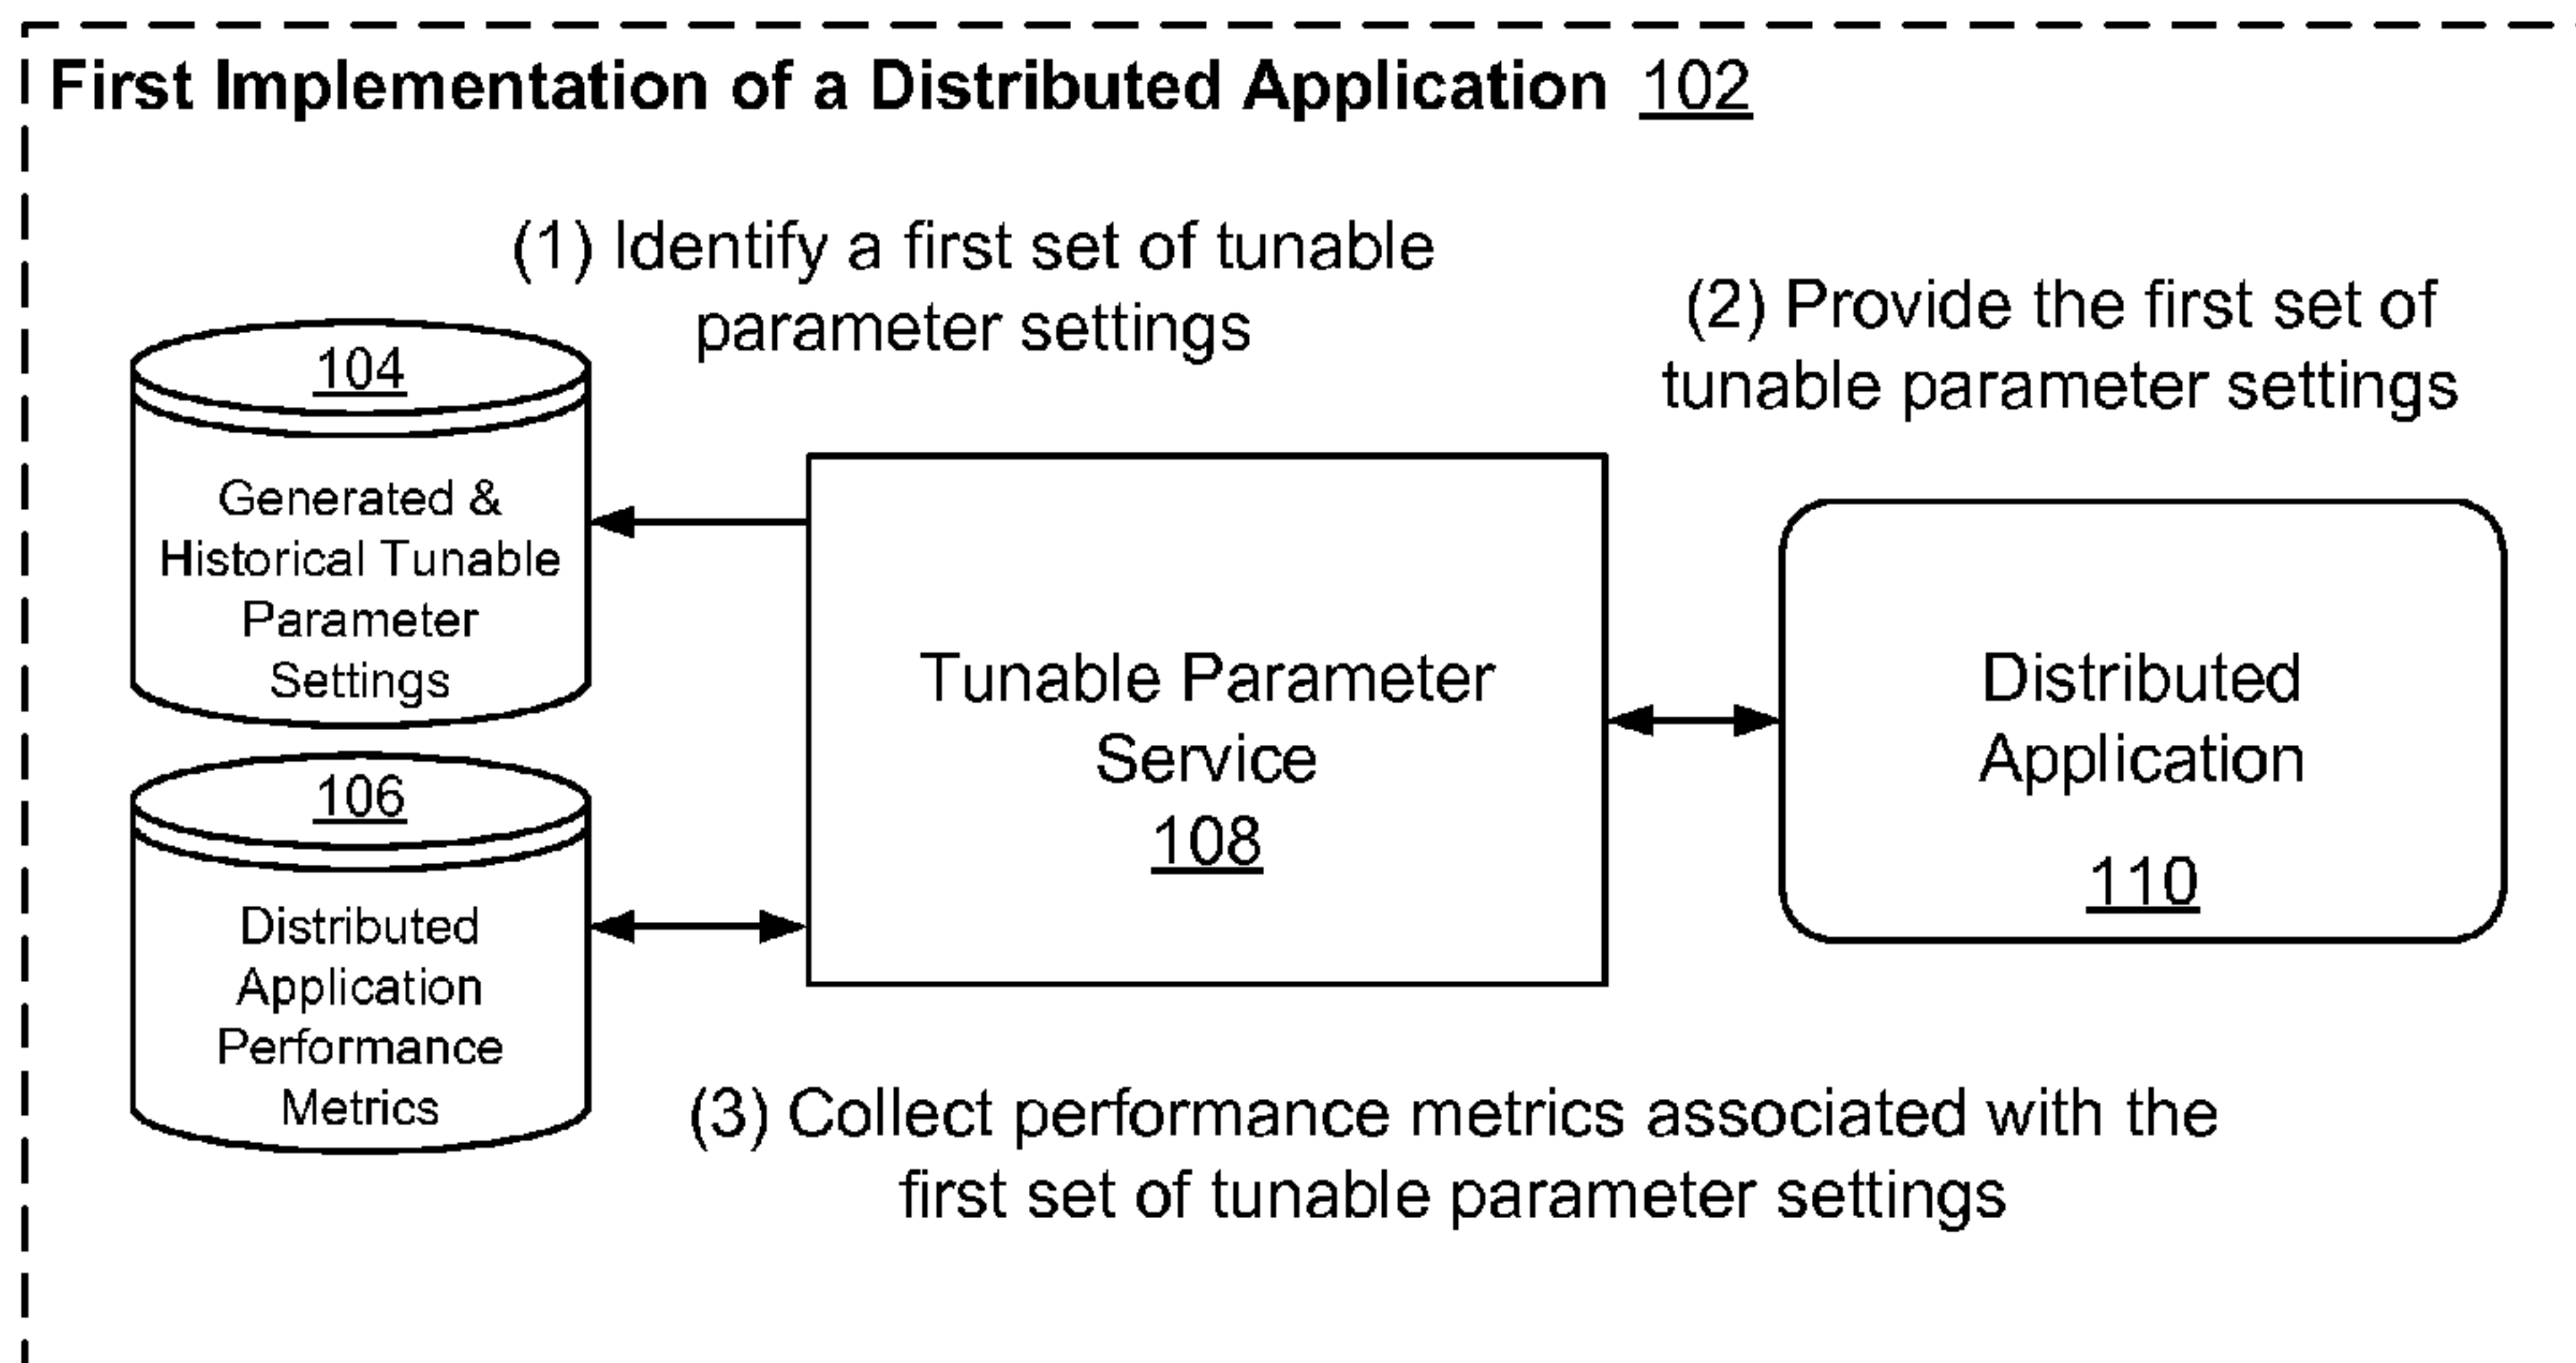 First Implementation of a Distributed Application 102
(1) Identify a first set of tunable
parameter settings
(2) Provide the first set of
tunable parameter settings
104
Generated &
Historical Tunable
Parameter
Settings
Tunable Parameter
Service
108
Distributed
Application
110
106
Distributed
Application
Performance
Metrics
(3) Collect performance metrics associated with the
first set of tunable parameter settings